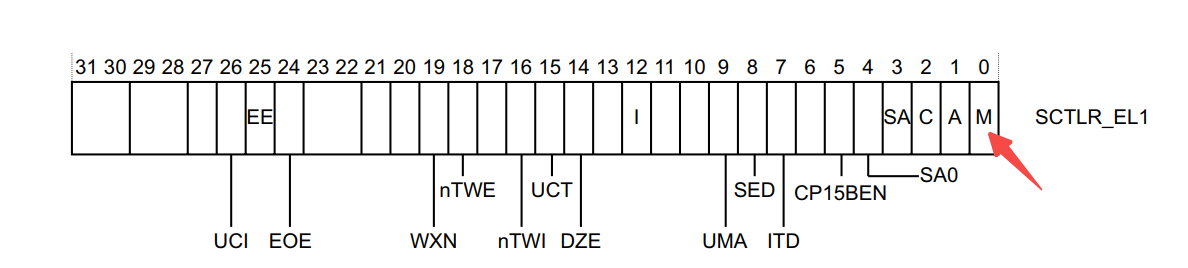 31 30 29 28 27 26 25 24 23 22 21 20 19 18 17 16 15 14 13 12 11 10 9 8 7 6 5 4 3 2 1 0
EE I SA C A M SCTLR_EL1
nTWE UCT SED CP15BEN SA0
UCI EOE WXN nTWI DZE UMA ITD